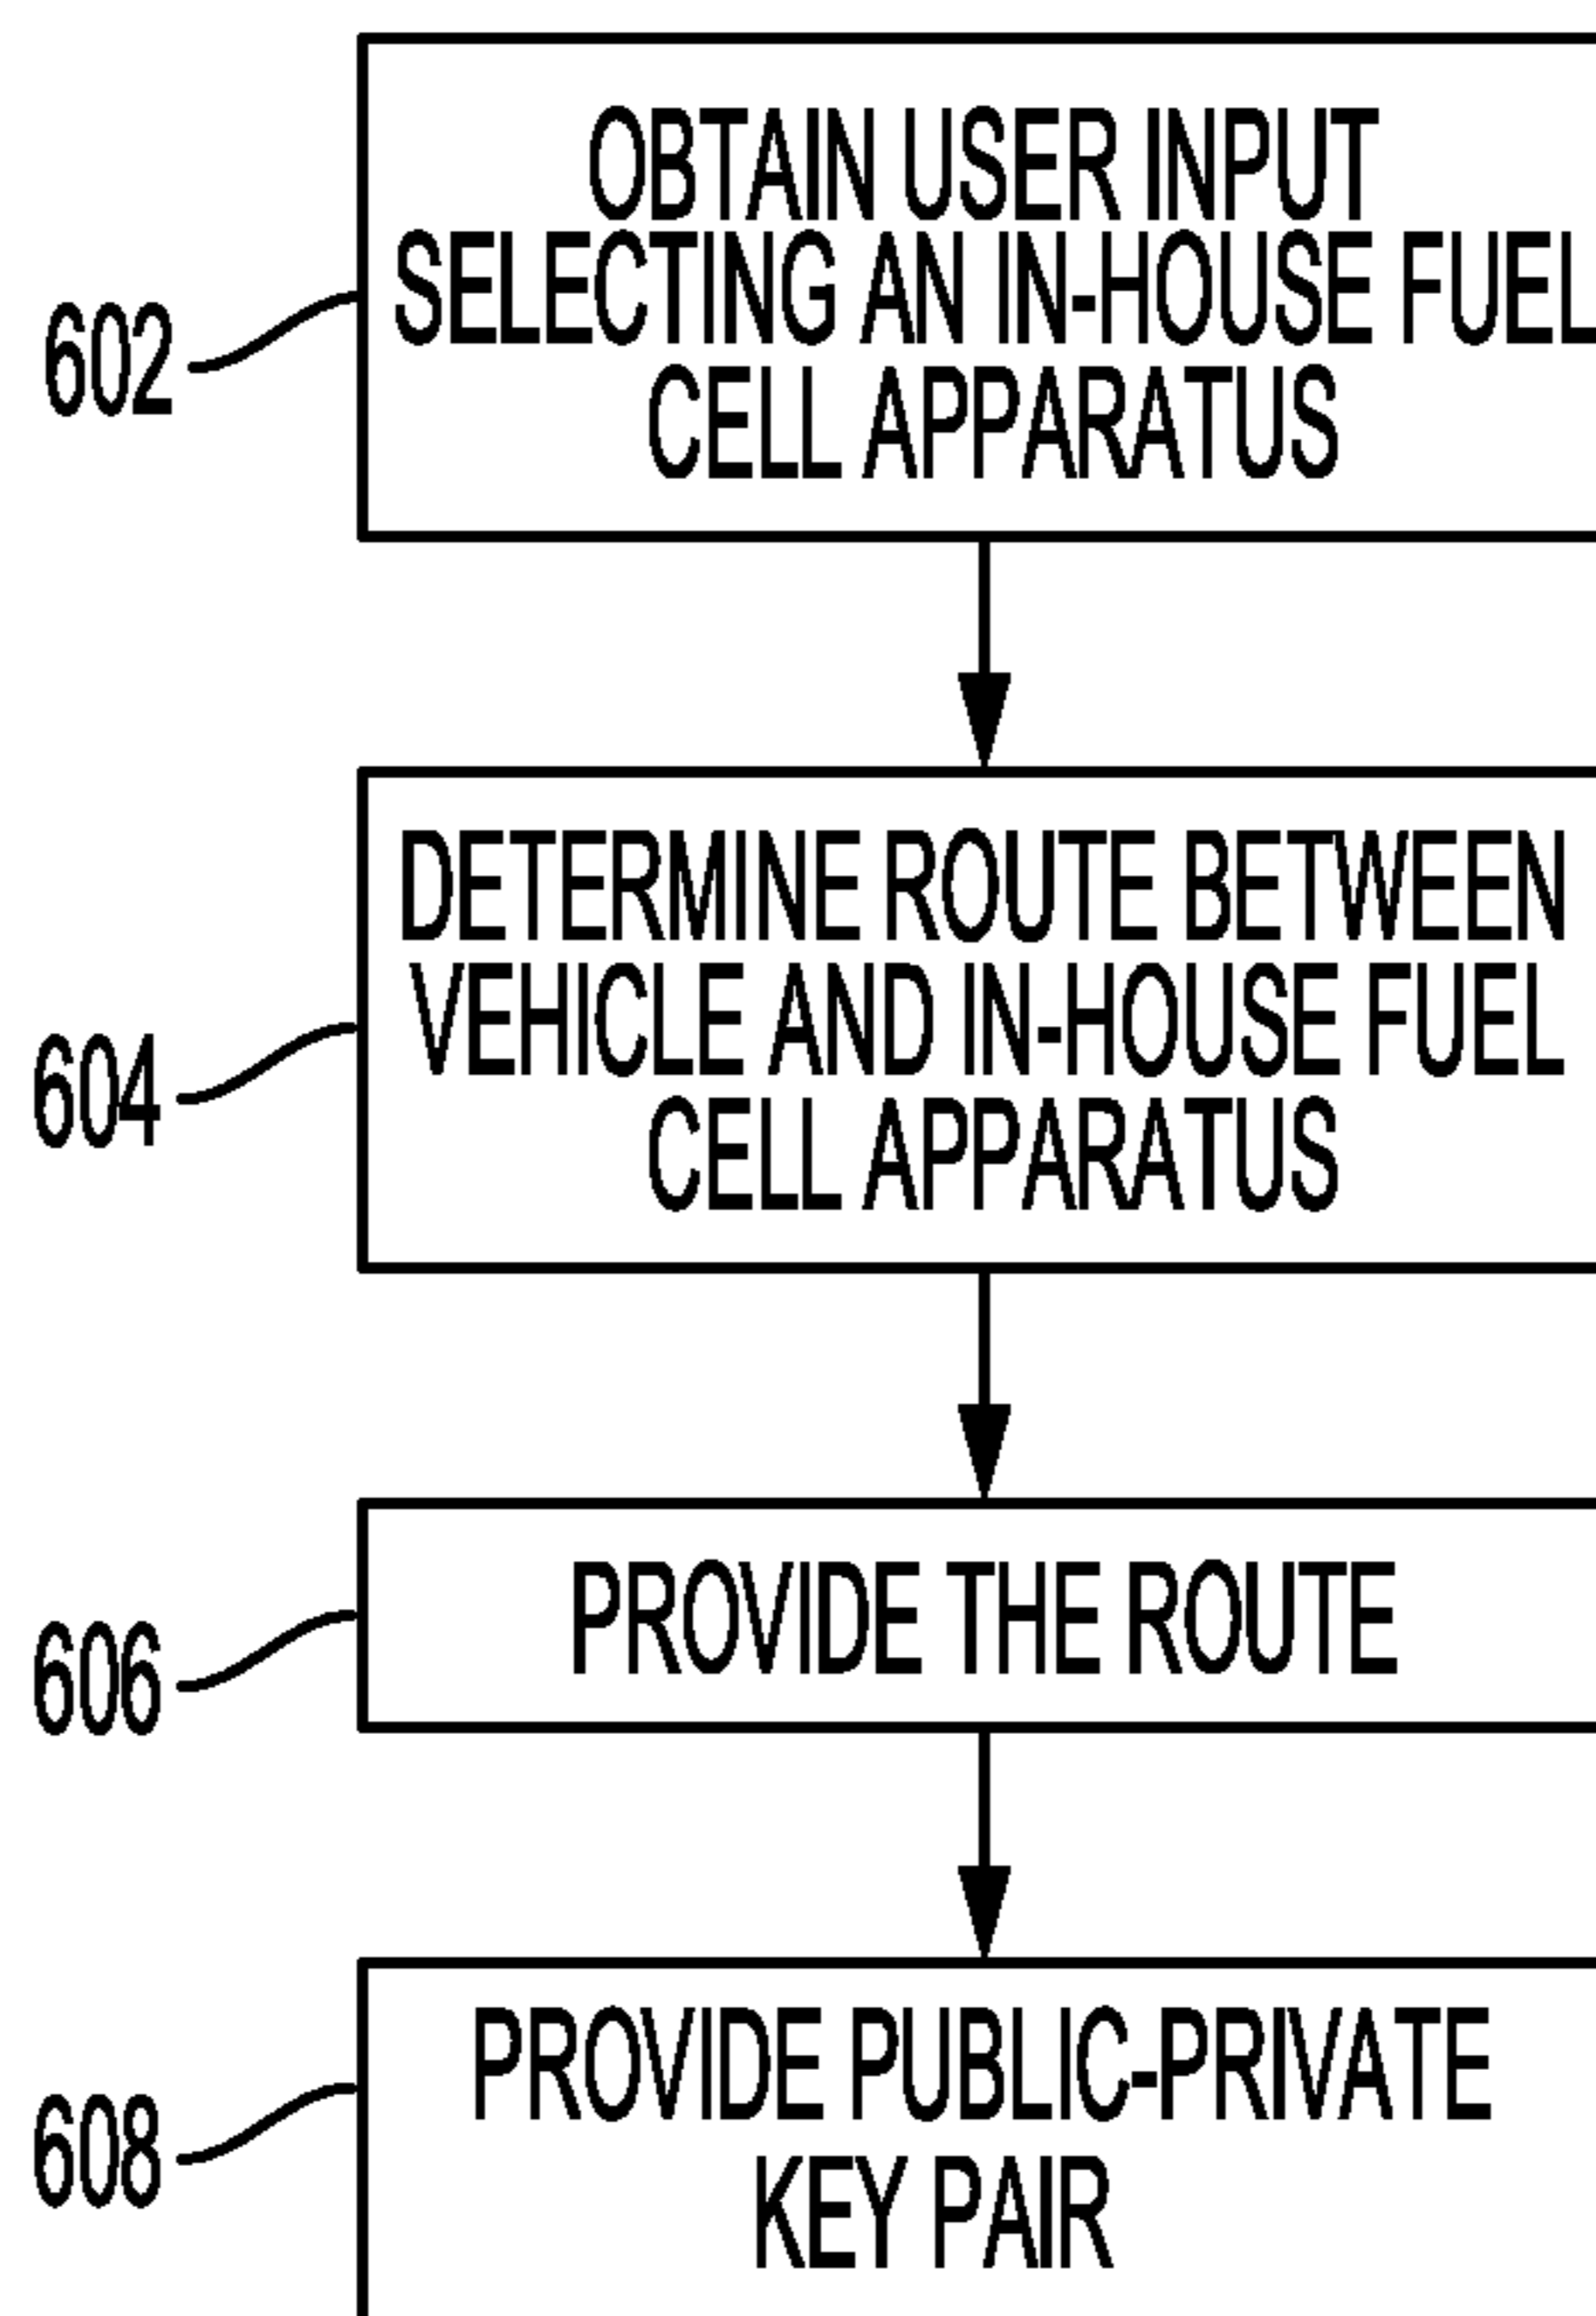 OBTAIN USER INPUT
SELECTING AN IN-HOUSE FUEL
CELL APPARATUS
602
DETERMINE ROUTE BETWEEN
VEHICLE AND IN-HOUSE FUEL
CELL APPARATUS
604
PROVIDE THE ROUTE
606
PROVIDE PUBLIC-PRIVATE
KEY PAIR
608